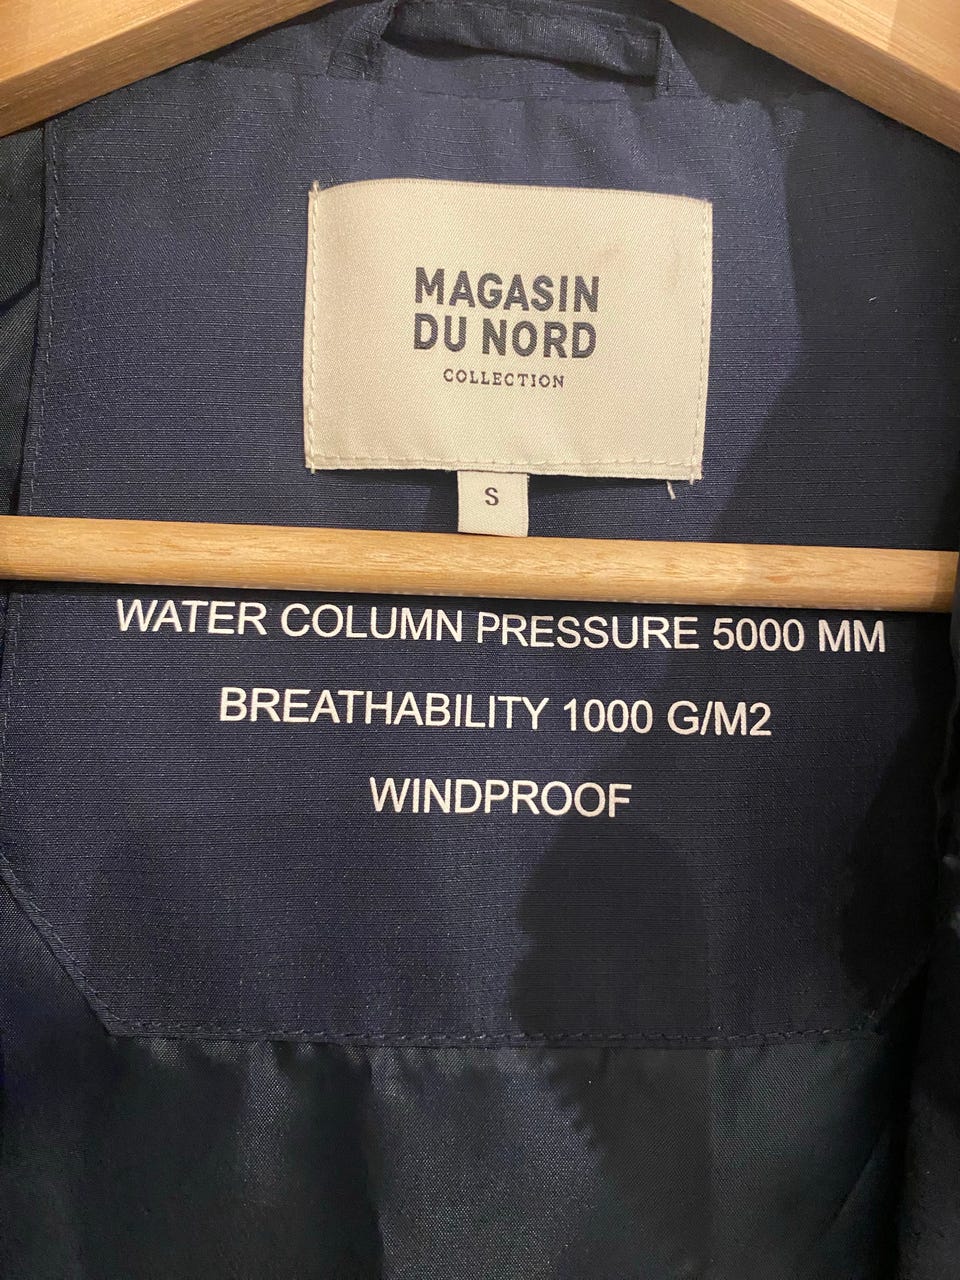 MAGASIN
DU NORD
COLLECTION
S
WATER COLUMN PRESSURE 5000 MM
BREATHABILITY 1000 G/M2
WINDPROOF